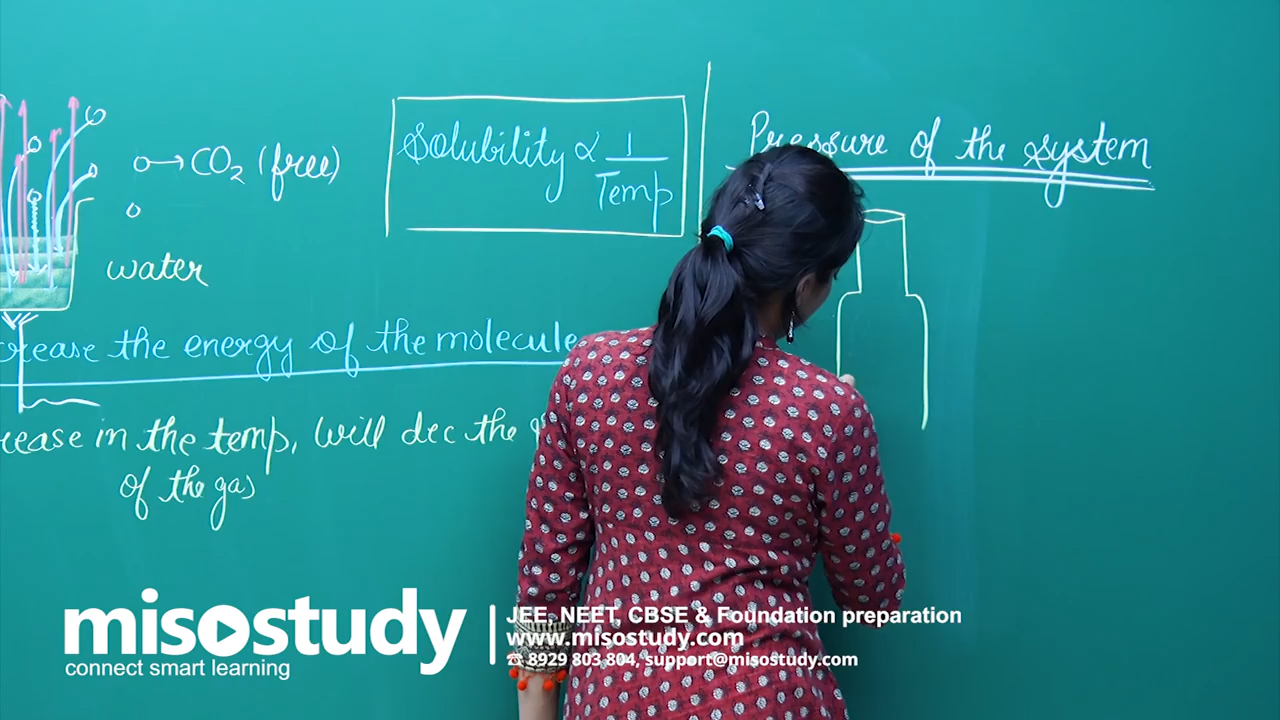 CO₂ (free)
water
Solubility ∝ 1/Temp
rease the energy of the molecule
rease in the temp, will dec the
of the gas
Pressure of the system
misostudy
connect smart learning
JEE, NEET, CBSE & Foundation preparation
www.misostudy.com
8929 803 804, support@misostudy.com